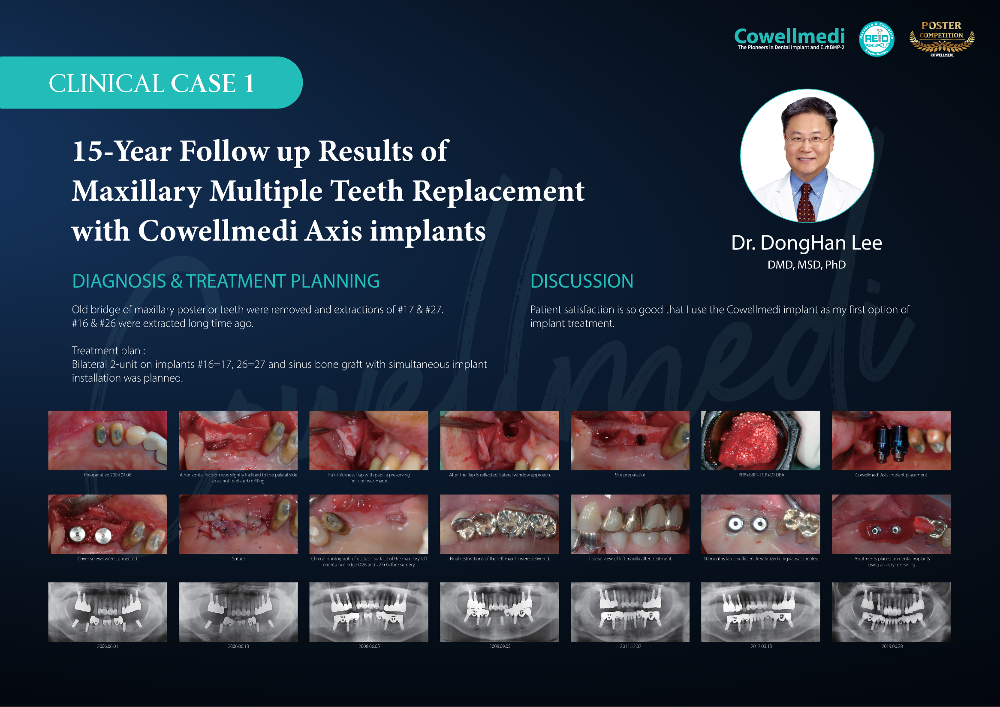 Cowellmedi
The Pioneers in Dental Implant and E.rhBMP-2
Research & Education
REiD
in Implant Dentistry
POSTER
COMPETITION
COWELLMEDI
CLINICAL CASE 1
15-Year Follow up Results of
Maxillary Multiple Teeth Replacement
with Cowellmedi Axis implants
Dr. DongHan Lee
DMD, MSD, PhD
DIAGNOSIS & TREATMENT PLANNING
Old bridge of maxillary posterior teeth were removed and extractions of #17 & #27.
#16 & #26 were extracted long time ago.
Treatment plan :
Bilateral 2-unit on implants #16=17, 26=27 and sinus bone graft with simultaneous implant
installation was planned.
DISCUSSION
Patient satisfaction is so good that I use the Cowellmedi implant as my first option of
implant treatment.
Cowellmedi
Preoperative 2004.04.06
A horizontal incision was slightly inclined to the palatal side
so as not to disturb drilling.
Full-thickness flap with papilla preserving
incision was made.
After the flap is reflected, Lateral window approach.
Site preparation
PRP+BBP+TCP+DFDBA
Cowellmedi Axis implant placement
Cover screws were connected.
Suture
Clinical photograph of occlusal surface of the maxillary left
edentulous ridge (#26 and #27) before surgery.
Final restorations of the left maxilla were delivered.
Lateral view of left maxilla after treatment.
10 months later, Sufficient keratinized gingiva was created.
Abutments placed on dental implants
using an acrylic resin jig.
2006.06.01
2006.06.13
2008.06.05
2008.09.05
2011.12.07
2017.03.13
2019.06.28